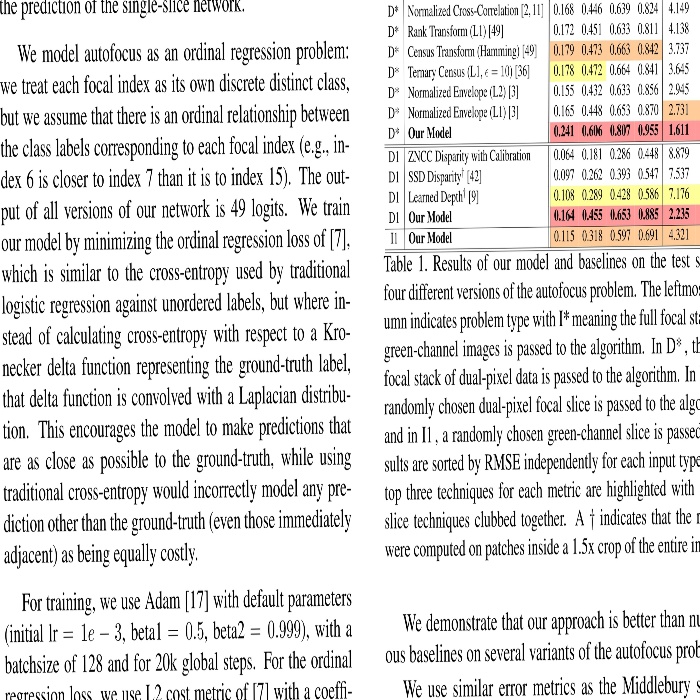 the prediction of the single-slice network.
We model autofocus as an ordinal regression problem:
we treat each focal index as its own discrete distinct class,
but we assume that there is an ordinal relationship between
the class labels corresponding to each focal index (e.g., in-
dex 6 is closer to index 7 than it is to index 15). The out-
put of all versions of our network is 49 logits. We train
our model by minimizing the ordinal regression loss of [7],
which is similar to the cross-entropy used by traditional
logistic regression against unordered labels, but where in-
stead of calculating cross-entropy with respect to a Kro-
necker delta function representing the ground-truth label,
that delta function is convolved with a Laplacian distribu-
tion. This encourages the model to make predictions that
are as close as possible to the ground-truth, while using
traditional cross-entropy would incorrectly model any pre-
diction other than the ground-truth (even those immediately
adjacent) as being equally costly.
For training, we use Adam [17] with default parameters
(initial lr = 1e − 3, beta1 = 0.5, beta2 = 0.999), with a
batchsize of 128 and for 20k global steps. For the ordinal
regression loss, we use L2 cost metric of [7] with a coeffi-
D* Normalized Cross-Correlation [2,11] 0.168 0.446 0.639 0.824 4.149
D* Rank Transform (L1) [49] 0.172 0.451 0.633 0.811 4.138
D* Census Transform (Hamming) [49] 0.179 0.473 0.663 0.842 3.737
D* Ternary Census (L1, ϵ = 10) [36] 0.178 0.472 0.664 0.841 3.645
D* Normalized Envelope (L2) [3] 0.155 0.432 0.633 0.856 2.945
D* Normalized Envelope (L1) [3] 0.165 0.448 0.653 0.870 2.731
D* Our Model 0.241 0.606 0.807 0.955 1.611
D1 ZNCC Disparity with Calibration 0.064 0.181 0.286 0.448 8.879
D1 SSD Disparity† [42] 0.097 0.262 0.393 0.547 7.537
D1 Learned Depth† [9] 0.108 0.289 0.428 0.586 7.176
D1 Our Model 0.164 0.455 0.653 0.885 2.235
I1 Our Model 0.115 0.318 0.597 0.691 4.321
Table 1. Results of our model and baselines on the test s
four different versions of the autofocus problem. The leftmos
umn indicates problem type with I* meaning the full focal sta
green-channel images is passed to the algorithm. In D*, th
focal stack of dual-pixel data is passed to the algorithm. In
randomly chosen dual-pixel focal slice is passed to the algo
and in I1, a randomly chosen green-channel slice is passed
sults are sorted by RMSE independently for each input type
top three techniques for each metric are highlighted with
slice techniques clubbed together. A † indicates that the r
were computed on patches inside a 1.5x crop of the entire in
We demonstrate that our approach is better than nu
ous baselines on several variants of the autofocus prob
We use similar error metrics as the Middlebury s